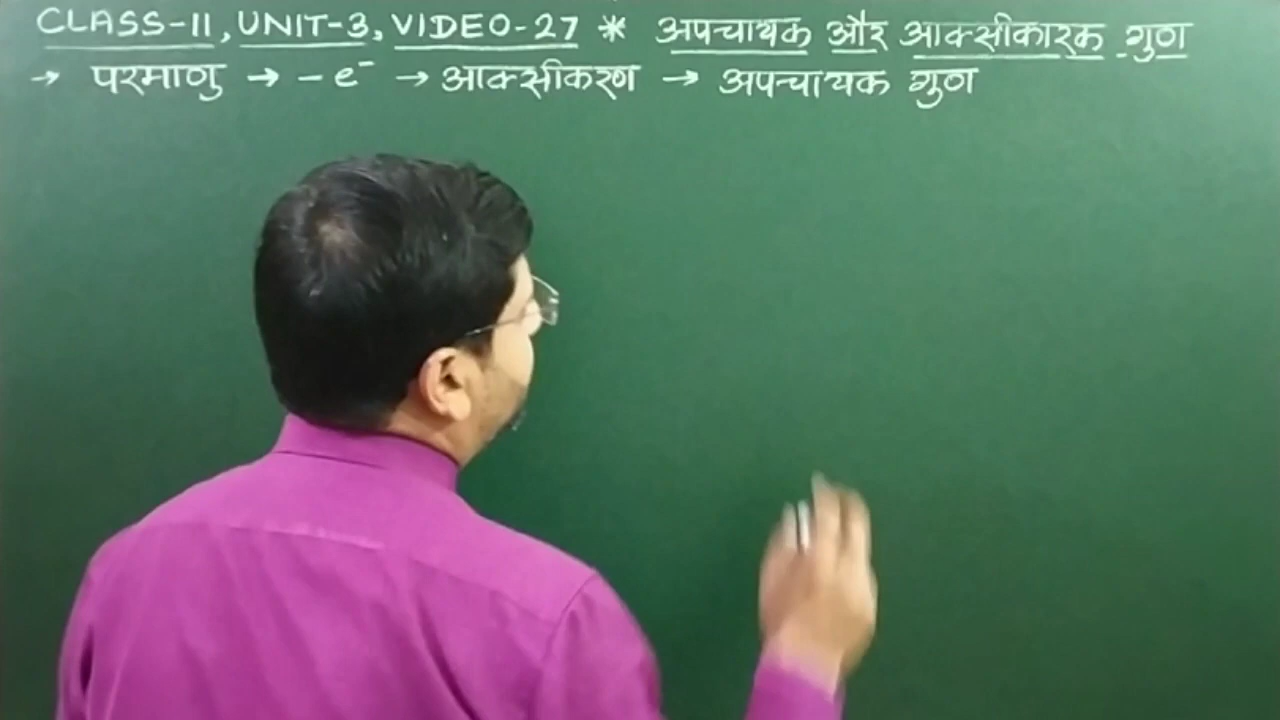 CLASS-11, UNIT-3, VIDEO-27 * अपचायक और आक्सीकारक गुण
→ परमाणु → -e⁻ → आक्सीकरण → अपचायक गुण